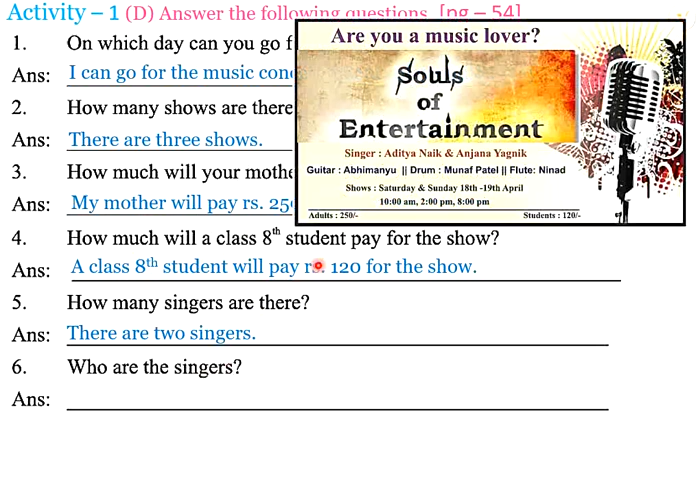 Activity – 1 (D) Answer the following questions. [pg – 54]
1. On which day can you go f
Ans: I can go for the music con
2. How many shows are there
Ans: There are three shows.
3. How much will your mothe
Ans: My mother will pay rs. 250
4. How much will a class 8th student pay for the show?
Ans: A class 8th student will pay rs. 120 for the show.
5. How many singers are there?
Ans: There are two singers.
6. Who are the singers?
Ans:
Are you a music lover?
Souls
of
Entertainment
Singer : Aditya Naik & Anjana Yagnik
Guitar : Abhimanyu || Drum : Munaf Patel || Flute: Ninad
Shows : Saturday & Sunday 18th -19th April
10:00 am, 2:00 pm, 8:00 pm
Adults : 250/- Students : 120/-